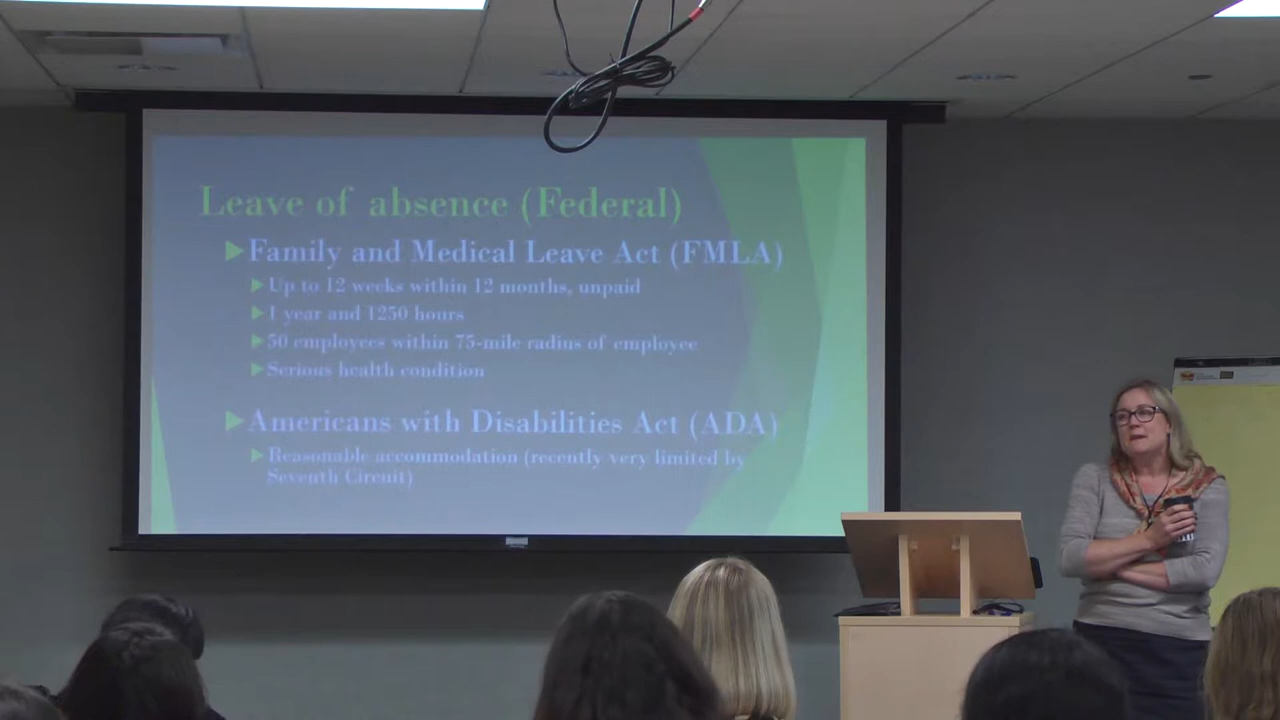 Leave of absence (Federal)
Family and Medical Leave Act (FMLA)
Up to 12 weeks within 12 months, unpaid
1 year and 1250 hours
50 employees within 75-mile radius of employee
Serious health condition
Americans with Disabilities Act (ADA)
Reasonable accommodation (recently very limited by
Seventh Circuit)